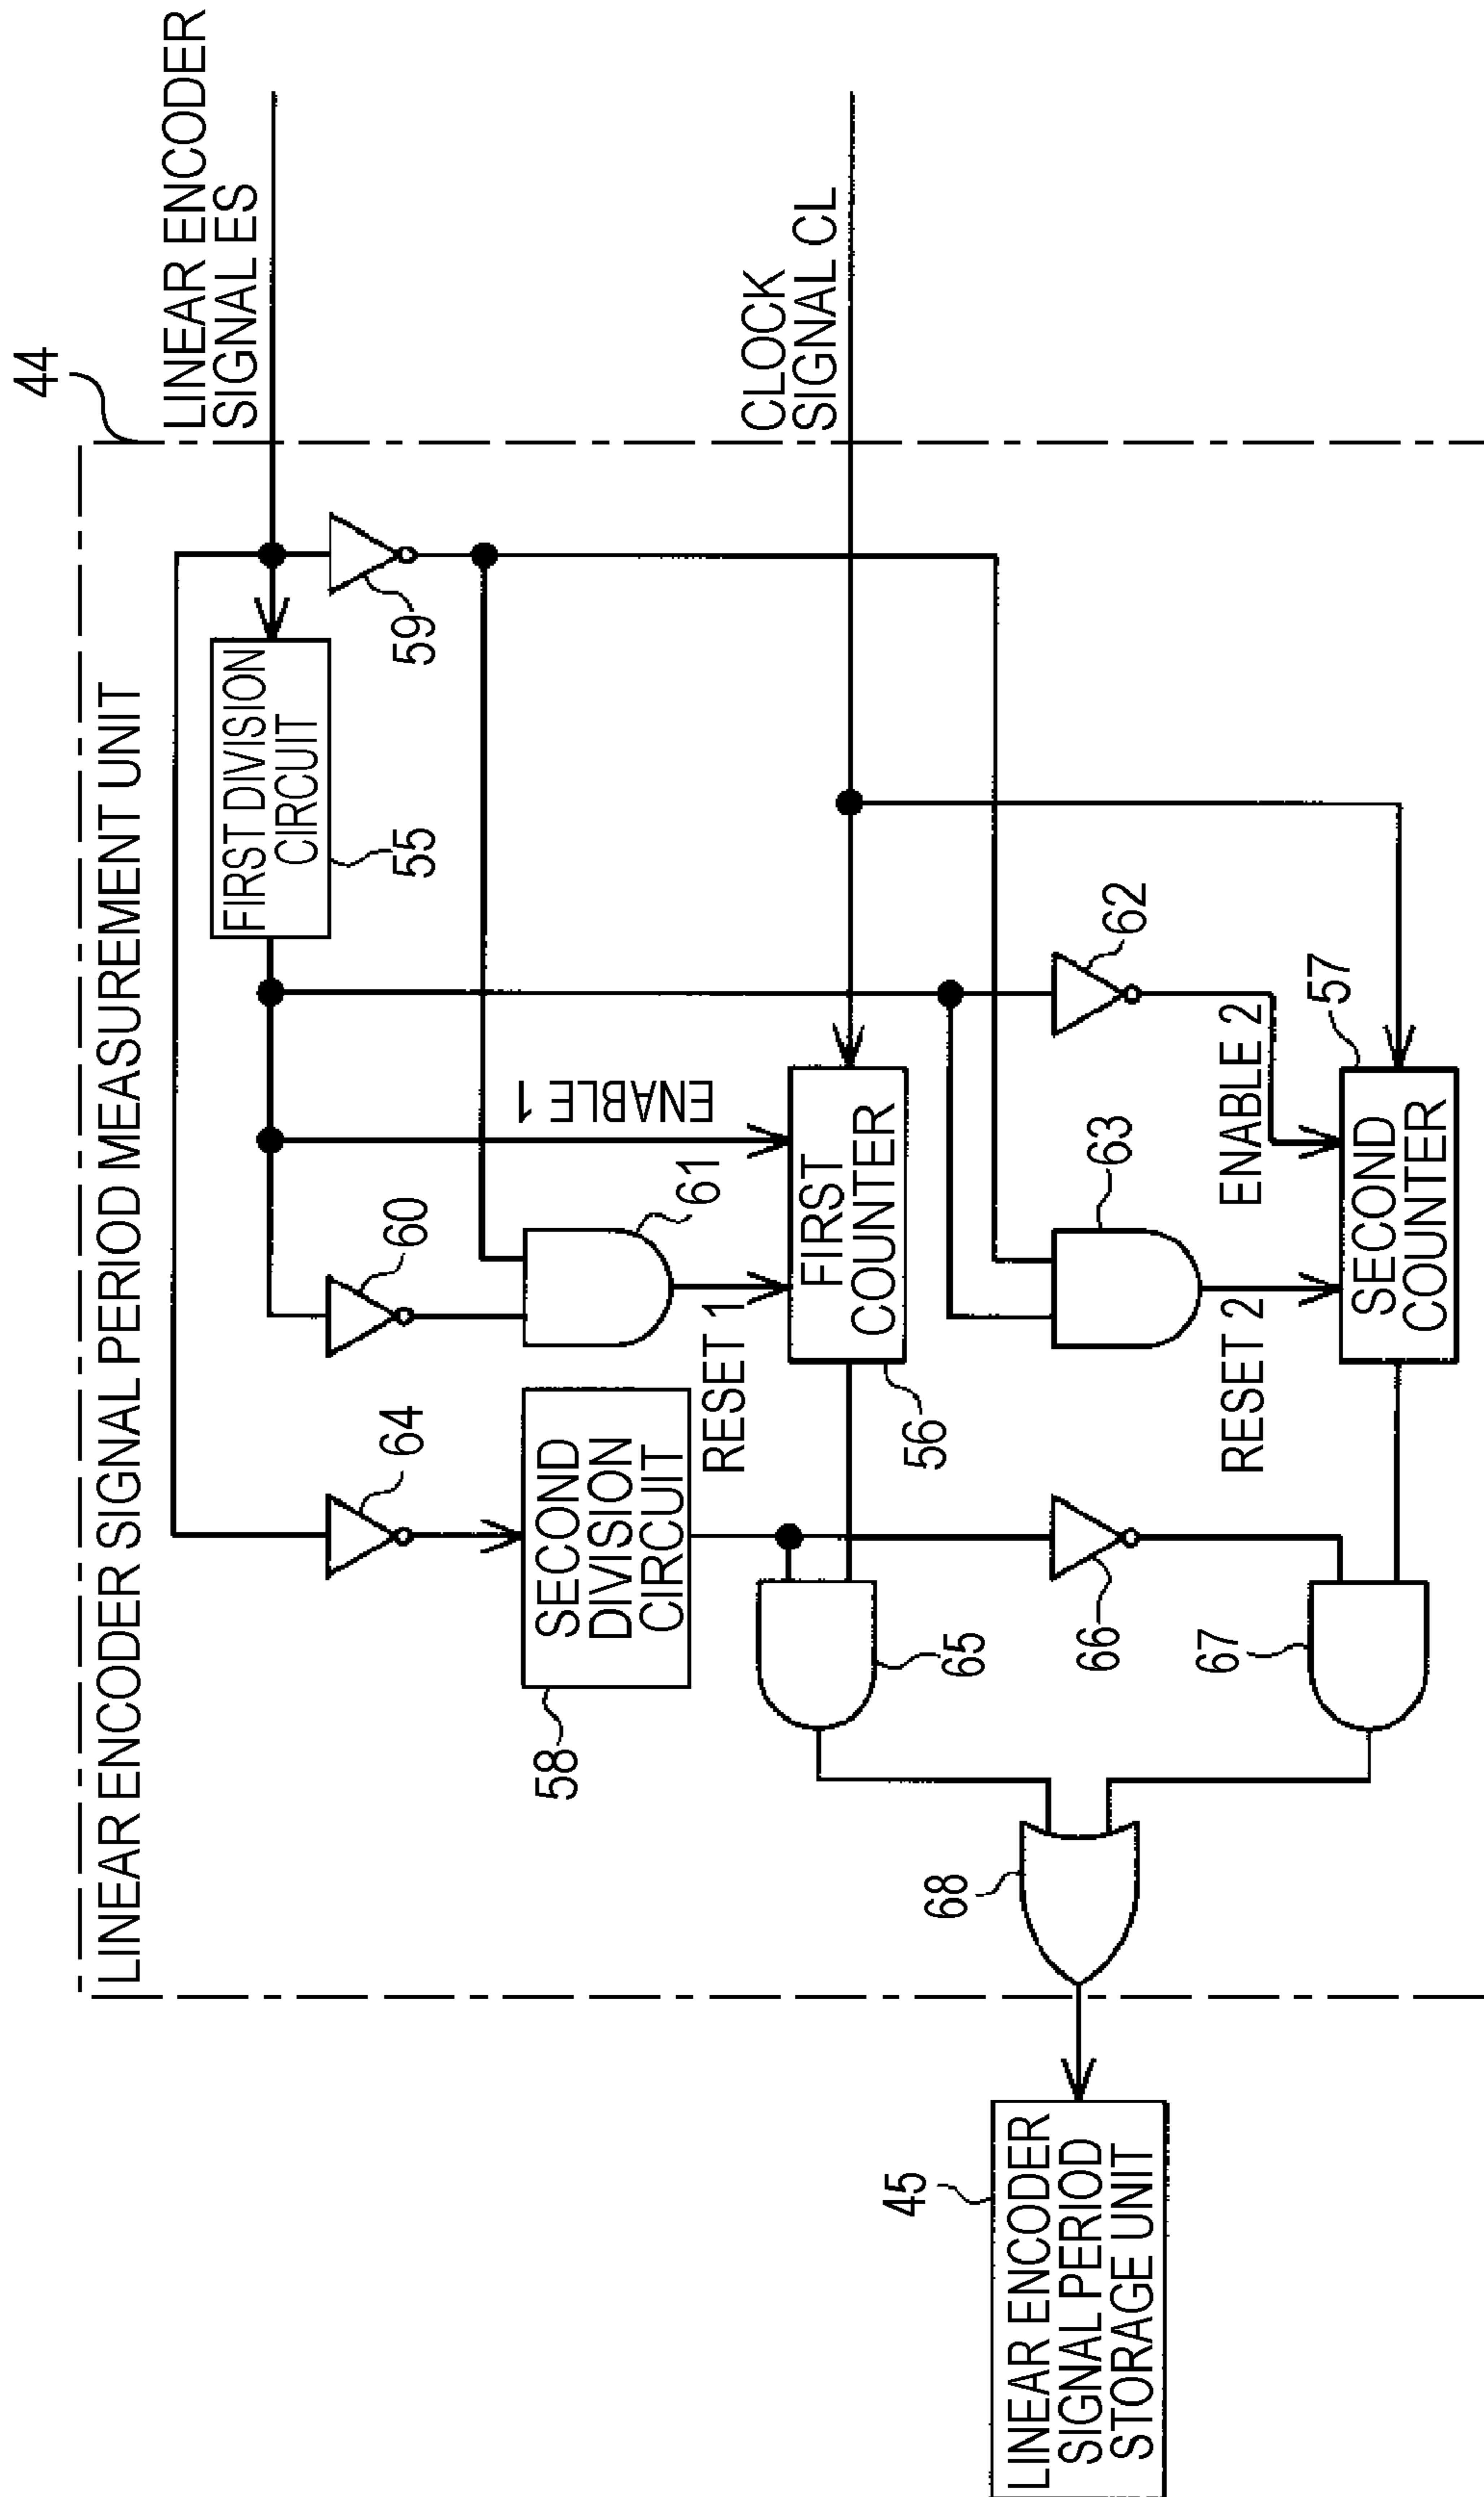 44
LINEAR ENCODER SIGNAL PERIOD MEASUREMENT UNIT
LINEAR ENCODER
SIGNAL ES
FIRST DIVISION
CIRCUIT
55
59
64
60
61
ENABLE 1
CLOCK
SIGNAL CL
58
SECOND
DIVISION
CIRCUIT
RESET 1
FIRST
COUNTER
56
65
68
45
LINEAR ENCODER
SIGNAL PERIOD
STORAGE UNIT
66
63
62
67
RESET 2
ENABLE 2
57
SECOND
COUNTER